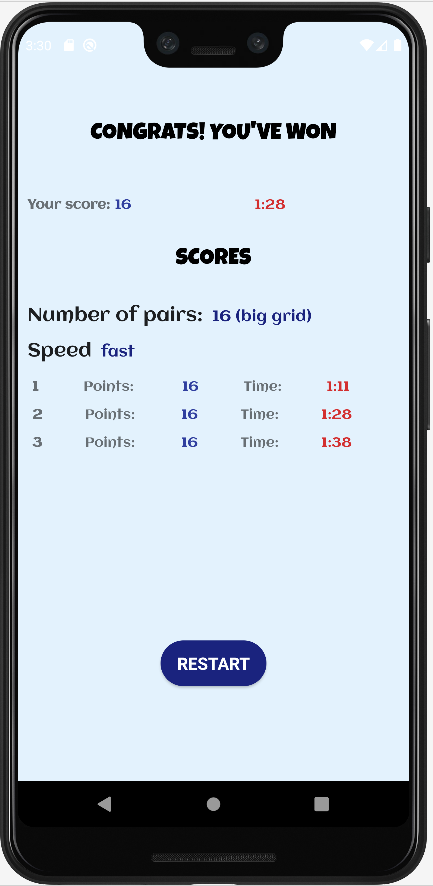 3:30
CONGRATS! YOU'VE WON
Your score: 16 1:28
SCORES
Number of pairs: 16 (big grid)
Speed fast
1 Points: 16 Time: 1:11
2 Points: 16 Time: 1:28
3 Points: 16 Time: 1:38
RESTART